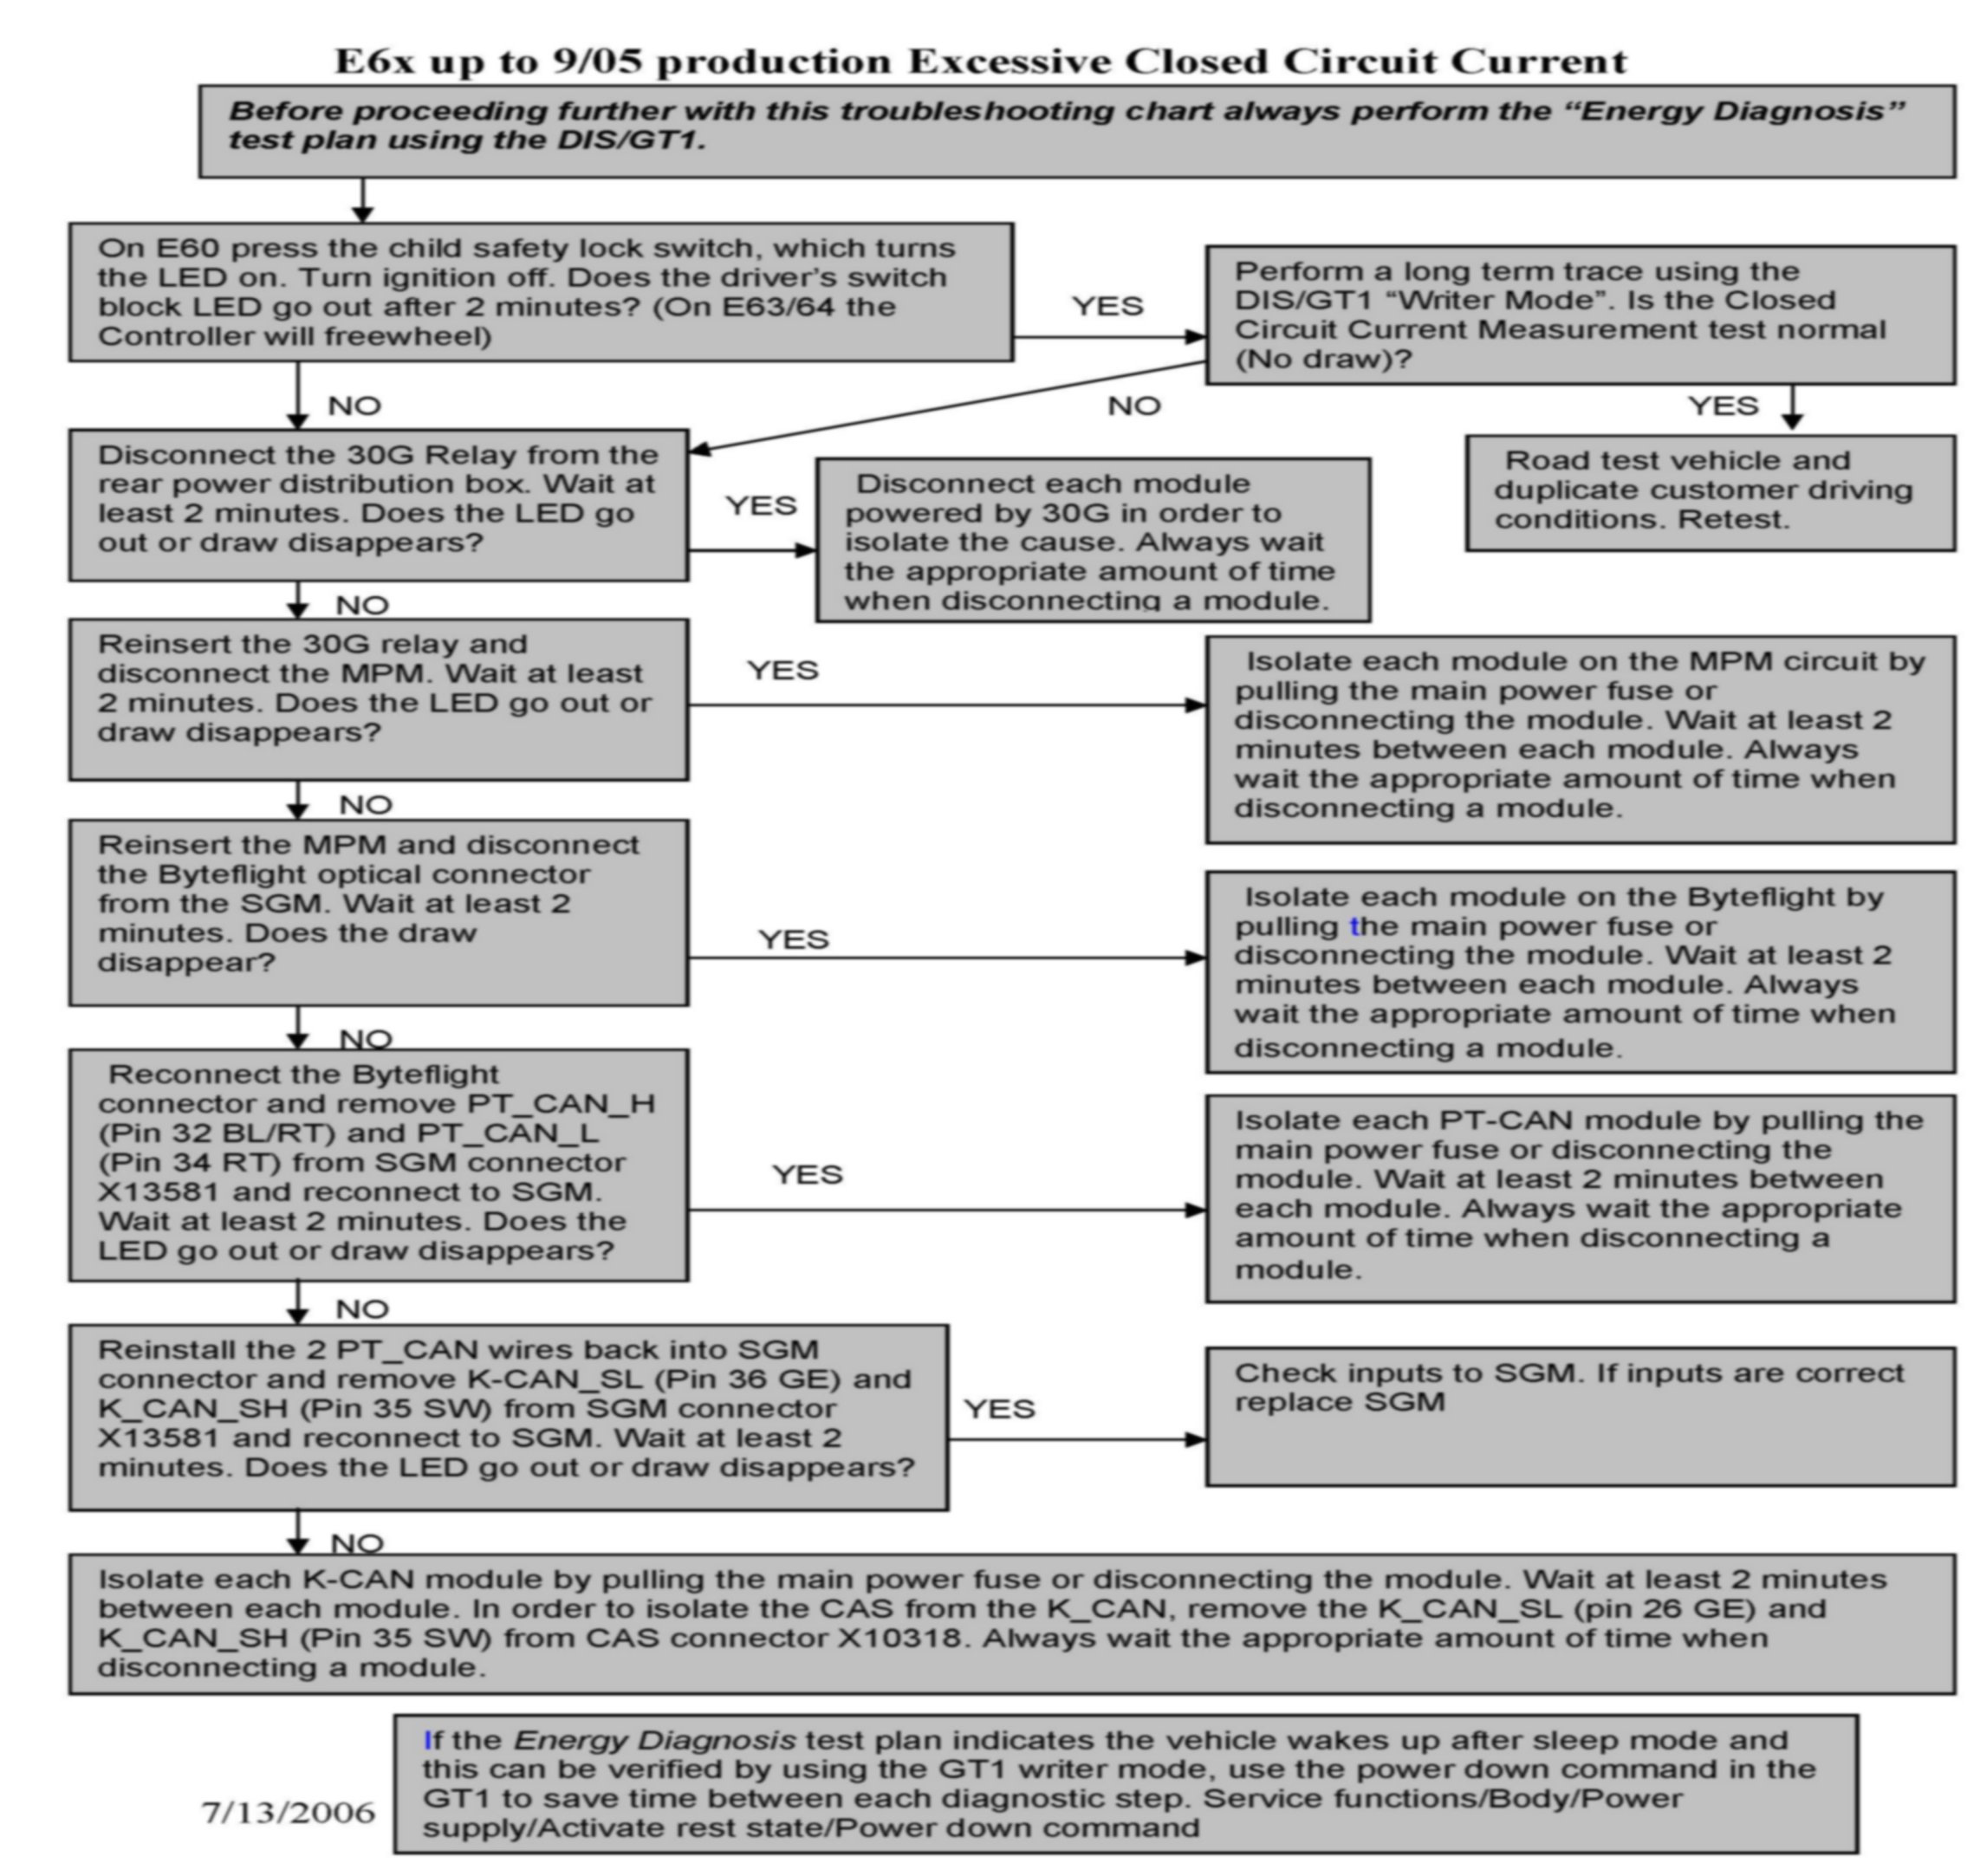 E6x up to 9/05 production Excessive Closed Circuit Current
Before proceeding further with this troubleshooting chart always perform the “Energy Diagnosis”
test plan using the DIS/GT1.
On E60 press the child safety lock switch, which turns
the LED on. Turn ignition off. Does the driver’s switch
block LED go out after 2 minutes? (On E63/64 the
Controller will freewheel)
YES
Perform a long term trace using the
DIS/GT1 “Writer Mode”. Is the Closed
Circuit Current Measurement test normal
(No draw)?
NO
NO
YES
Disconnect the 30G Relay from the
rear power distribution box. Wait at
least 2 minutes. Does the LED go
out or draw disappears?
YES
Disconnect each module
powered by 30G in order to
isolate the cause. Always wait
the appropriate amount of time
when disconnecting a module.
Road test vehicle and
duplicate customer driving
conditions. Retest.
NO
Reinsert the 30G relay and
disconnect the MPM. Wait at least
2 minutes. Does the LED go out or
draw disappears?
YES
Isolate each module on the MPM circuit by
pulling the main power fuse or
disconnecting the module. Wait at least 2
minutes between each module. Always
wait the appropriate amount of time when
disconnecting a module.
NO
Reinsert the MPM and disconnect
the Byteflight optical connector
from the SGM. Wait at least 2
minutes. Does the draw
disappear?
YES
Isolate each module on the Byteflight by
pulling the main power fuse or
disconnecting the module. Wait at least 2
minutes between each module. Always
wait the appropriate amount of time when
disconnecting a module.
NO
Reconnect the Byteflight
connector and remove PT_CAN_H
(Pin 32 BL/RT) and PT_CAN_L
(Pin 34 RT) from SGM connector
X13581 and reconnect to SGM.
Wait at least 2 minutes. Does the
LED go out or draw disappears?
YES
Isolate each PT-CAN module by pulling the
main power fuse or disconnecting the
module. Wait at least 2 minutes between
each module. Always wait the appropriate
amount of time when disconnecting a
module.
NO
Reinstall the 2 PT_CAN wires back into SGM
connector and remove K-CAN_SL (Pin 36 GE) and
K_CAN_SH (Pin 35 SW) from SGM connector
X13581 and reconnect to SGM. Wait at least 2
minutes. Does the LED go out or draw disappears?
YES
Check inputs to SGM. If inputs are correct
replace SGM
NO
Isolate each K-CAN module by pulling the main power fuse or disconnecting the module. Wait at least 2 minutes
between each module. In order to isolate the CAS from the K_CAN, remove the K_CAN_SL (pin 26 GE) and
K_CAN_SH (Pin 35 SW) from CAS connector X10318. Always wait the appropriate amount of time when
disconnecting a module.
If the Energy Diagnosis test plan indicates the vehicle wakes up after sleep mode and
this can be verified by using the GT1 writer mode, use the power down command in the
GT1 to save time between each diagnostic step. Service functions/Body/Power
supply/Activate rest state/Power down command
7/13/2006